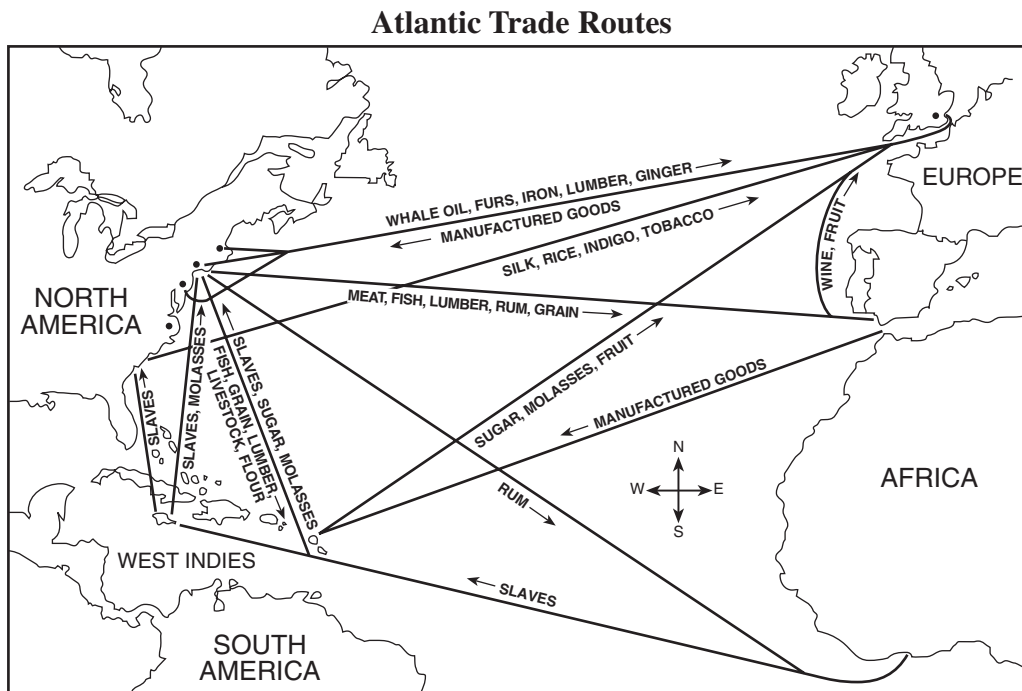 Atlantic Trade Routes
EUROPE
WHALE OIL, FURS, IRON, LUMBER, GINGER
MANUFACTURED GOODS
SILK, RICE, INDIGO, TOBACCO
WINE, FRUIT
NORTH
AMERICA
MEAT, FISH, LUMBER, RUM, GRAIN
SLAVES
SLAVES, MOLASSES
SLAVES, SUGAR, MOLASSES
FISH, GRAIN, LUMBER,
LIVESTOCK, FLOUR
SUGAR, MOLASSES, FRUIT
MANUFACTURED GOODS
N
W
E
S
AFRICA
RUM
WEST INDIES
SLAVES
SOUTH
AMERICA